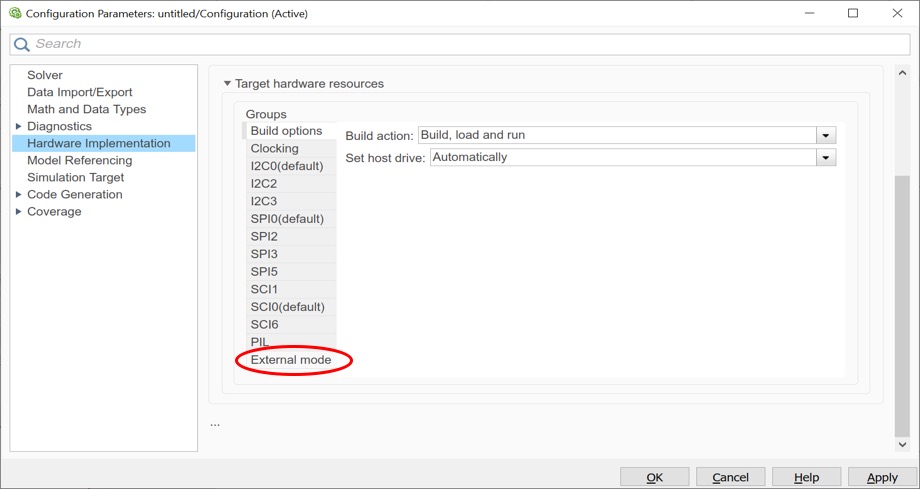 Configuration Parameters: untitled/Configuration (Active)
Search
Solver
Data Import/Export
Math and Data Types
Diagnostics
Hardware Implementation
Model Referencing
Simulation Target
Code Generation
Coverage
Target hardware resources
Groups
Build options
Clocking
I2C0(default)
I2C2
I2C3
SPI0(default)
SPI2
SPI3
SPI5
SCI1
SCI0(default)
SCI6
PIL
External mode
Build action: Build, load and run
Set host drive: Automatically
...
OK Cancel Help Apply